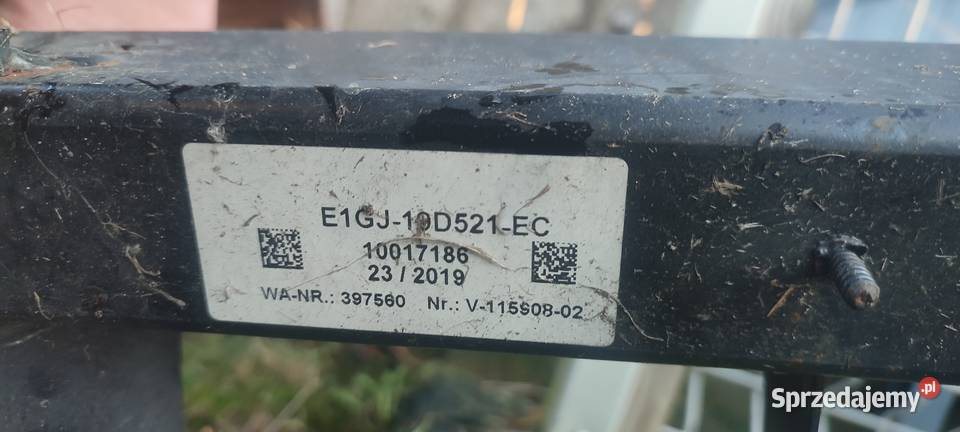 E1GJ-19D521-EC
10017186
23 / 2019
WA-NR.: 397560 Nr.: V-115908-02
Sprzedajemy .pl